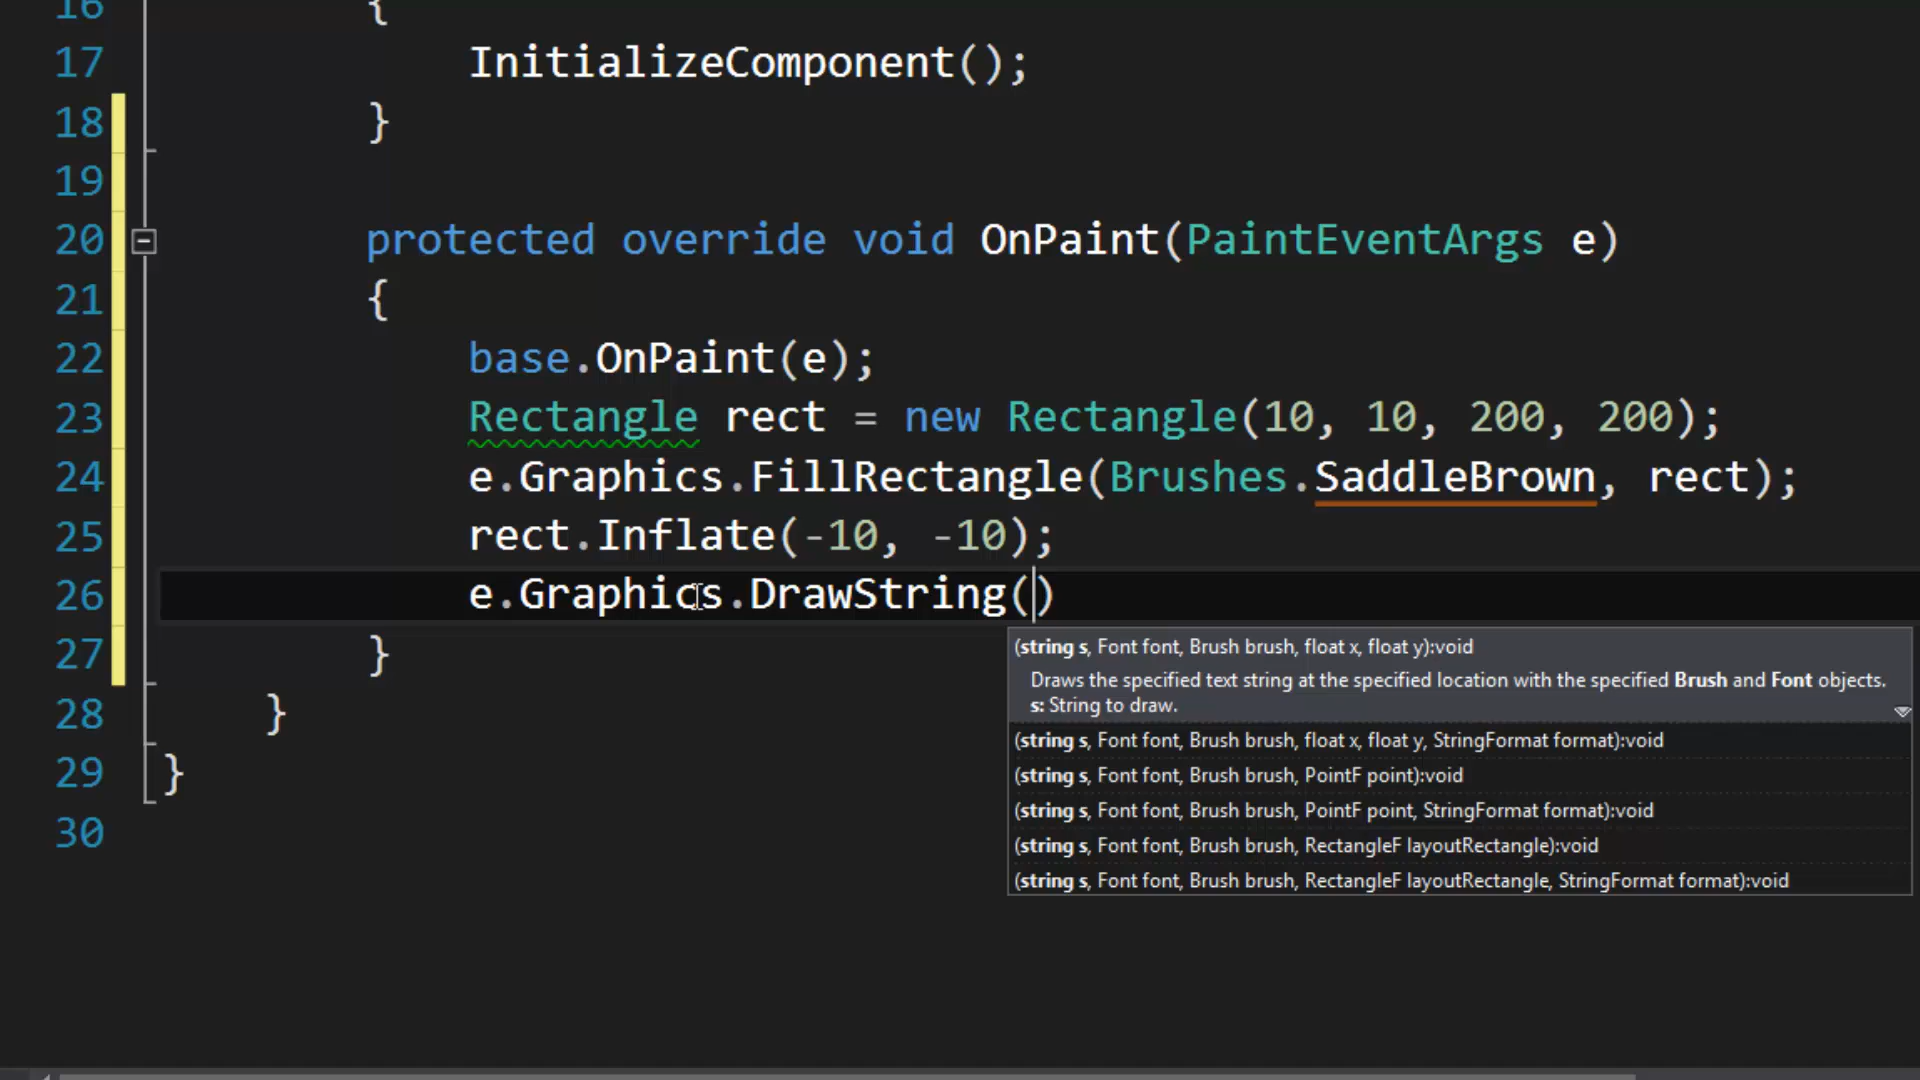 16 {
17 InitializeComponent();
18 }
19
20 protected override void OnPaint(PaintEventArgs e)
21 {
22 base.OnPaint(e);
23 Rectangle rect = new Rectangle(10, 10, 200, 200);
24 e.Graphics.FillRectangle(Brushes.SaddleBrown, rect);
25 rect.Inflate(-10, -10);
26 e.Graphics.DrawString()
(string s, Font font, Brush brush, float x, float y):void
Draws the specified text string at the specified location with the specified Brush and Font objects.
s: String to draw.
(string s, Font font, Brush brush, float x, float y, StringFormat format):void
(string s, Font font, Brush brush, PointF point):void
(string s, Font font, Brush brush, PointF point, StringFormat format):void
(string s, Font font, Brush brush, RectangleF layoutRectangle):void
(string s, Font font, Brush brush, RectangleF layoutRectangle, StringFormat format):void
27 }
28 }
29 }
30